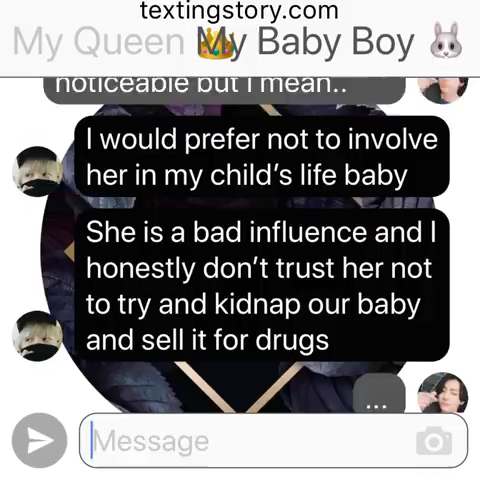 textingstory.com
My Queen 👑 My Baby Boy 🐰
noticeable but I mean..
I would prefer not to involve
her in my child's life baby
She is a bad influence and I
honestly don't trust her not
to try and kidnap our baby
and sell it for drugs
...
Message